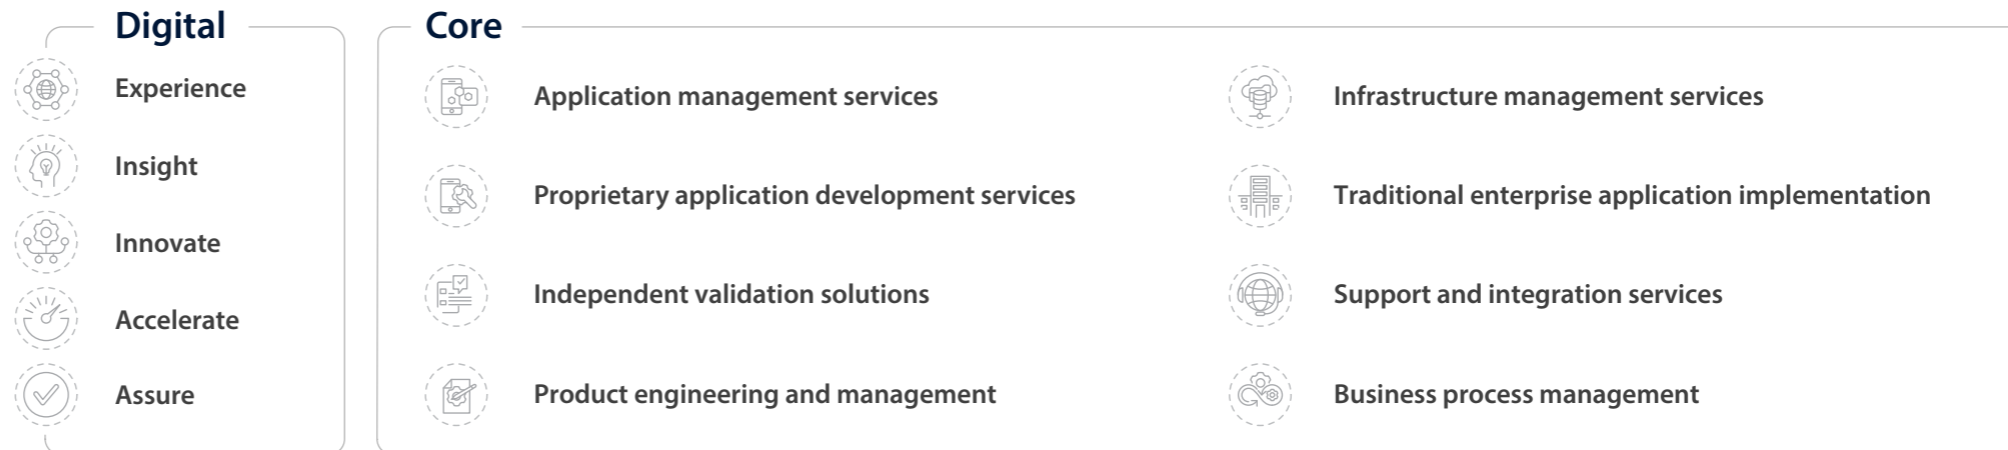 Digital
Experience
Insight
Innovate
Accelerate
Assure
Core
Application management services
Proprietary application development services
Independent validation solutions
Product engineering and management
Infrastructure management services
Traditional enterprise application implementation
Support and integration services
Business process management